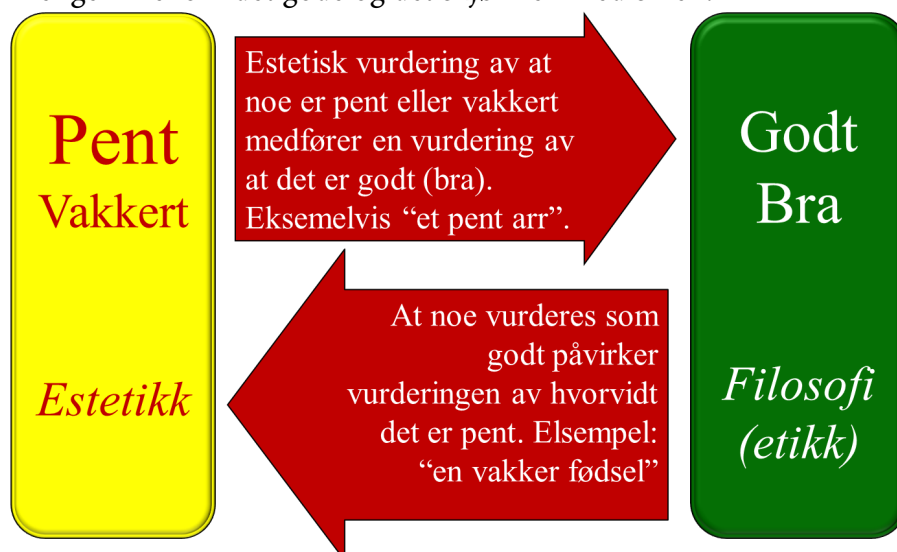 Pent
Vakkert
Estetikk
Estetisk vurdering av at
noe er pent eller vakkert
medfører en vurdering av
at det er godt (bra).
Eksemelvis “et pent arr”.
At noe vurderes som
godt påvirker
vurderingen av hvorvidt
det er pent. Elsempel:
“en vakker fødsel”
Godt
Bra
Filosofi
(etikk)